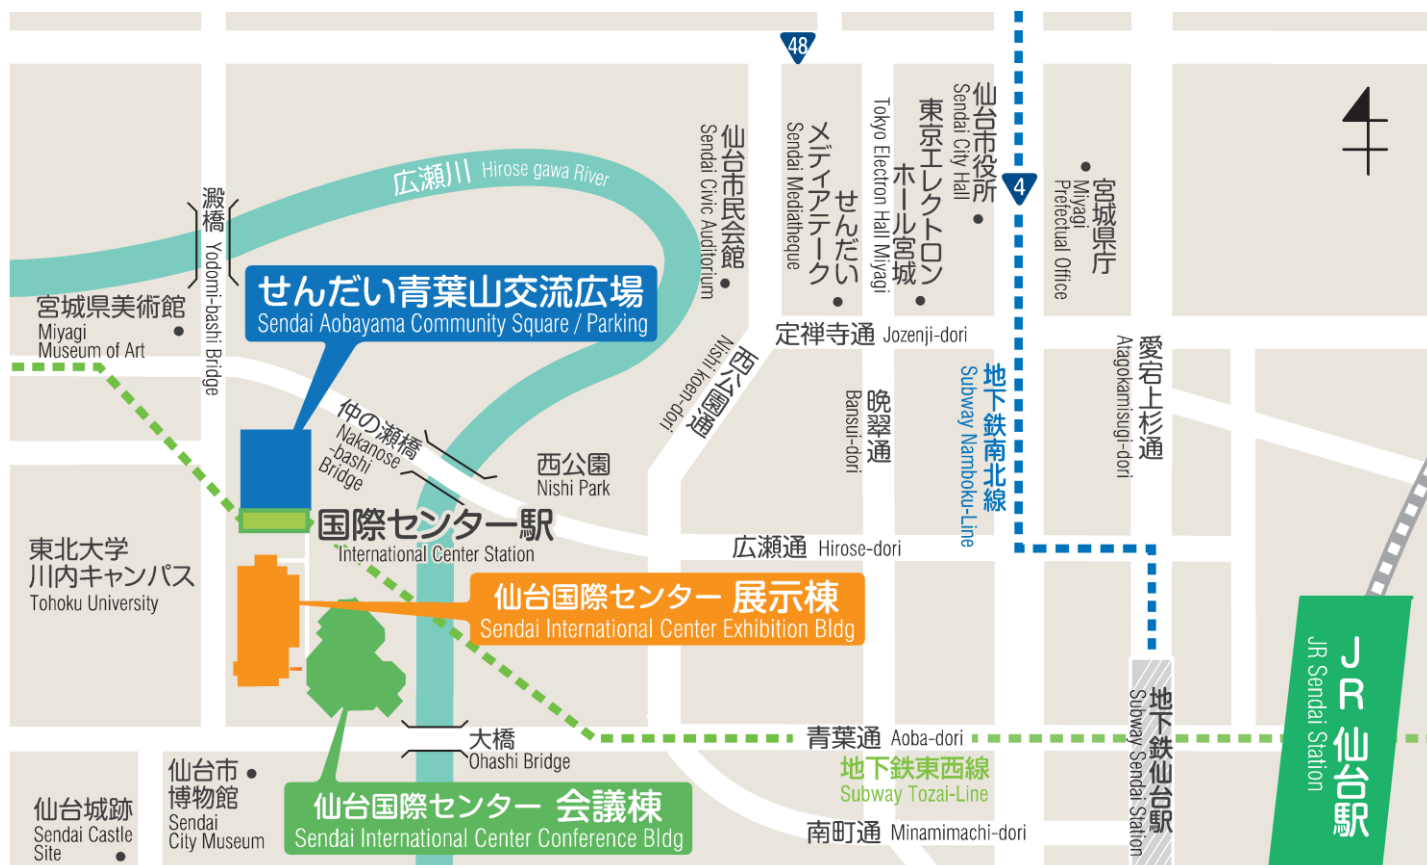 48
仙台市役所
Sendai City Hall
東京エレクトロン
ホール宮城
Tokyo Electron Hall Miyagi
せんだい
メディアテーク
Sendai Mediatheque
仙台市民会館
Sendai Civic Auditorium
4
宮城県庁
Miyagi
Prefectual Office
広瀬川 Hirose gawa River
澱橋 Yodomi-bashi Bridge
せんだい青葉山交流広場
Sendai Aobayama Community Square / Parking
宮城県美術館
Miyagi
Museum of Art
定禅寺通 Jozenji-dori
西公園通
Nishi koen-dori
晩翠通
Bansui-dori
地下鉄南北線
Subway Namboku-Line
愛宕上杉通
Atagokamisugi-dori
仲の瀬橋
Nakanose
-bashi
Bridge
西公園
Nishi Park
国際センター駅
International Center Station
広瀬通 Hirose-dori
東北大学
川内キャンパス
Tohoku University
仙台国際センター 展示棟
Sendai International Center Exhibition Bldg
JR 仙台駅
JR Sendai Station
地下鉄仙台駅
Subway Sendai Station
大橋
Ohashi Bridge
青葉通 Aoba-dori
地下鉄東西線
Subway Tozai-Line
仙台市
博物館
Sendai
City Museum
仙台城跡
Sendai Castle
Site
仙台国際センター 会議棟
Sendai International Center Conference Bldg
南町通 Minamimachi-dori